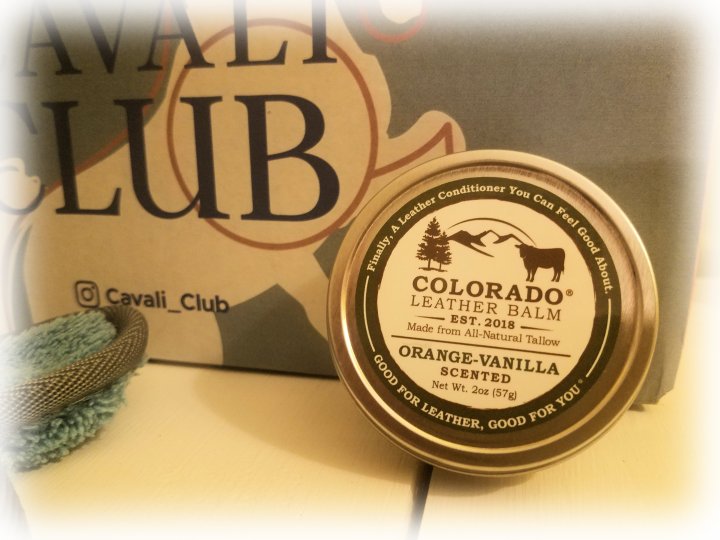 CAVALI
CLUB
Cavali_Club
Finally, A Leather Conditioner You Can Feel Good About.
COLORADO®
LEATHER BALM
EST. 2018
Made from All-Natural Tallow
ORANGE-VANILLA
SCENTED
Net Wt. 2oz (57g)
GOOD FOR LEATHER, GOOD FOR YOU®